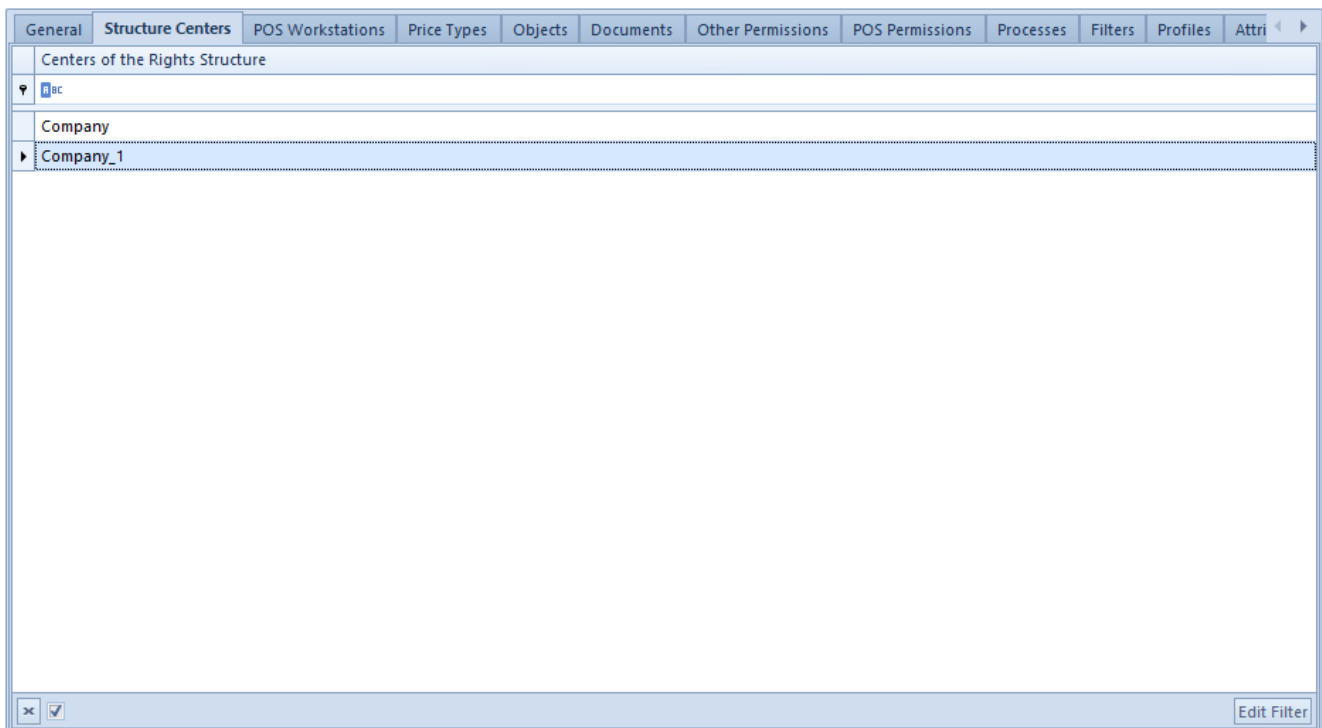 General Structure Centers POS Workstations Price Types Objects Documents Other Permissions POS Permissions Processes Filters Profiles Attri
Centers of the Rights Structure
ABC
Company
Company_1
Edit Filter